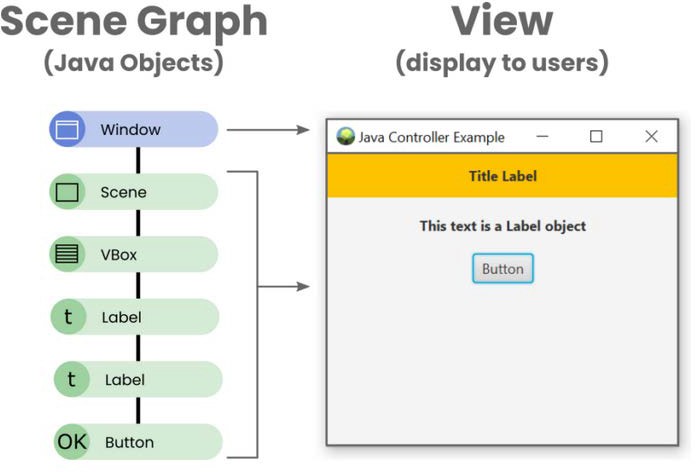 Scene Graph
(Java Objects)
View
(display to users)
Window
Scene
VBox
t Label
t Label
OK Button
Java Controller Example
Title Label
This text is a Label object
Button